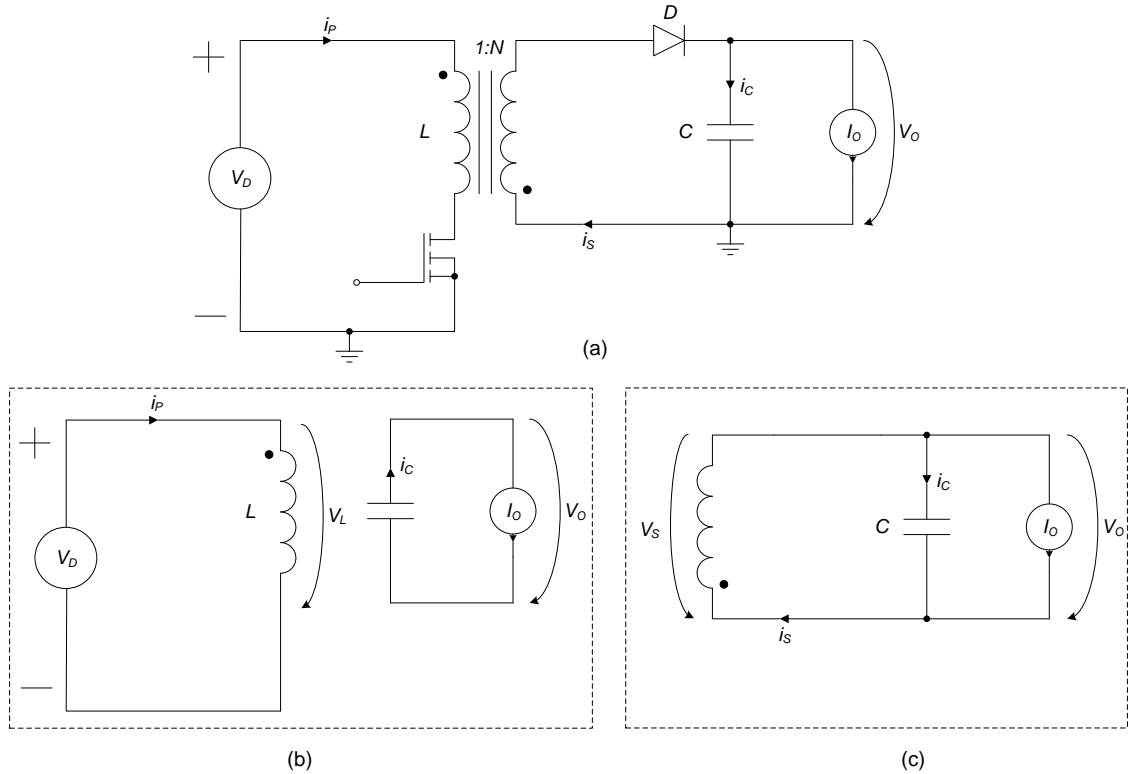 i_P
D
1:N
+
i_C
L
C
I_O
V_O
V_D
i_S
—
(a)
i_P
+
i_C
L
V_L
I_O
V_O
V_D
—
(b)
i_C
V_S
C
I_O
V_O
i_S
(c)